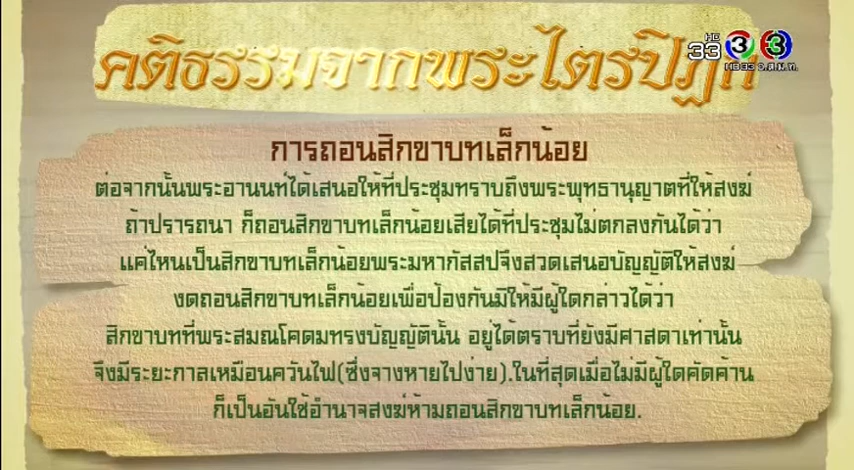 คติธรรมจากพระไตรปิฎก
HD
33 3 3
HD 33 อ.ส.ม.ท.
การถอนสิกขาบทเล็กน้อย
ต่อจากนั้นพระอานนท์ได้เสนอให้ที่ประชุมทราบถึงพระพุทธานุญาตที่ให้สงฆ์
ถ้าปรารถนา ก็ถอนสิกขาบทเล็กน้อยเสียได้ที่ประชุมไม่ตกลงกันได้ว่า
แค่ไหนเป็นสิกขาบทเล็กน้อยพระมหากัสสปจึงสวดเสนอบัญญัติให้สงฆ์
งดถอนสิกขาบทเล็กน้อยเพื่อป้องกันมิให้มีผู้ใดกล่าวได้ว่า
สิกขาบทที่พระสมณโคดมทรงบัญญัตินั้น อยู่ได้ตราบที่ยังมีศาสดาเท่านั้น
จึงมีระยะกาลเหมือนควันไฟ(ซึ่งจางหายไปง่าย).ในที่สุดเมื่อไม่มีผู้ใดคัดค้าน
ก็เป็นอันใช้อำนาจสงฆ์ห้ามถอนสิกขาบทเล็กน้อย.